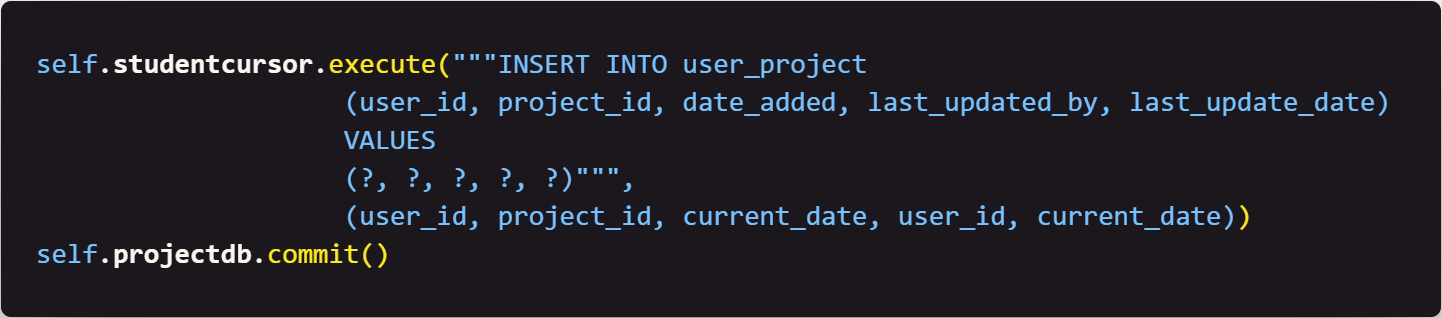 self.studentcursor.execute("""INSERT INTO user_project
(user_id, project_id, date_added, last_updated_by, last_update_date)
VALUES
(?, ?, ?, ?, ?)""",
(user_id, project_id, current_date, user_id, current_date))
self.projectdb.commit()